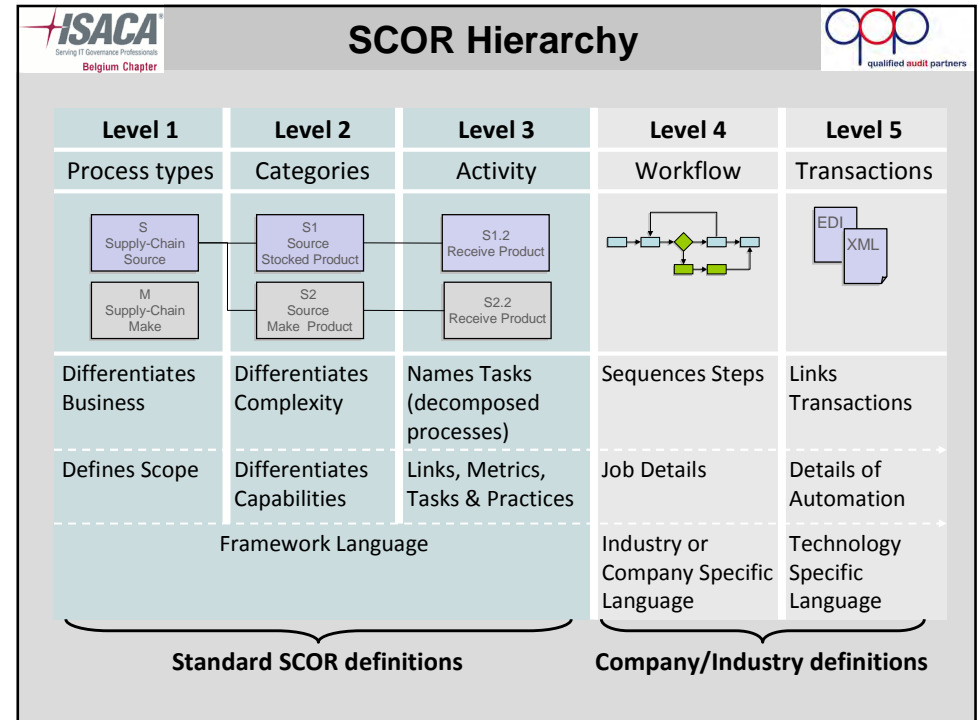 ISACA
Serving IT Governance Professionals
Belgium Chapter
SCOR Hierarchy
qap
qualified audit partners
Level 1
Level 2
Level 3
Level 4
Level 5
Process types
Categories
Activity
Workflow
Transactions
S
Supply-Chain
Source
S1
Source
Stocked Product
S1.2
Receive Product
M
Supply-Chain
Make
S2
Source
Make Product
S2.2
Receive Product
EDI
XML
Differentiates
Business
Differentiates
Complexity
Names Tasks
(decomposed
processes)
Sequences Steps
Links
Transactions
Defines Scope
Differentiates
Capabilities
Links, Metrics,
Tasks & Practices
Job Details
Details of
Automation
Framework Language
Industry or
Company Specific
Language
Technology
Specific
Language
Standard SCOR definitions
Company/Industry definitions